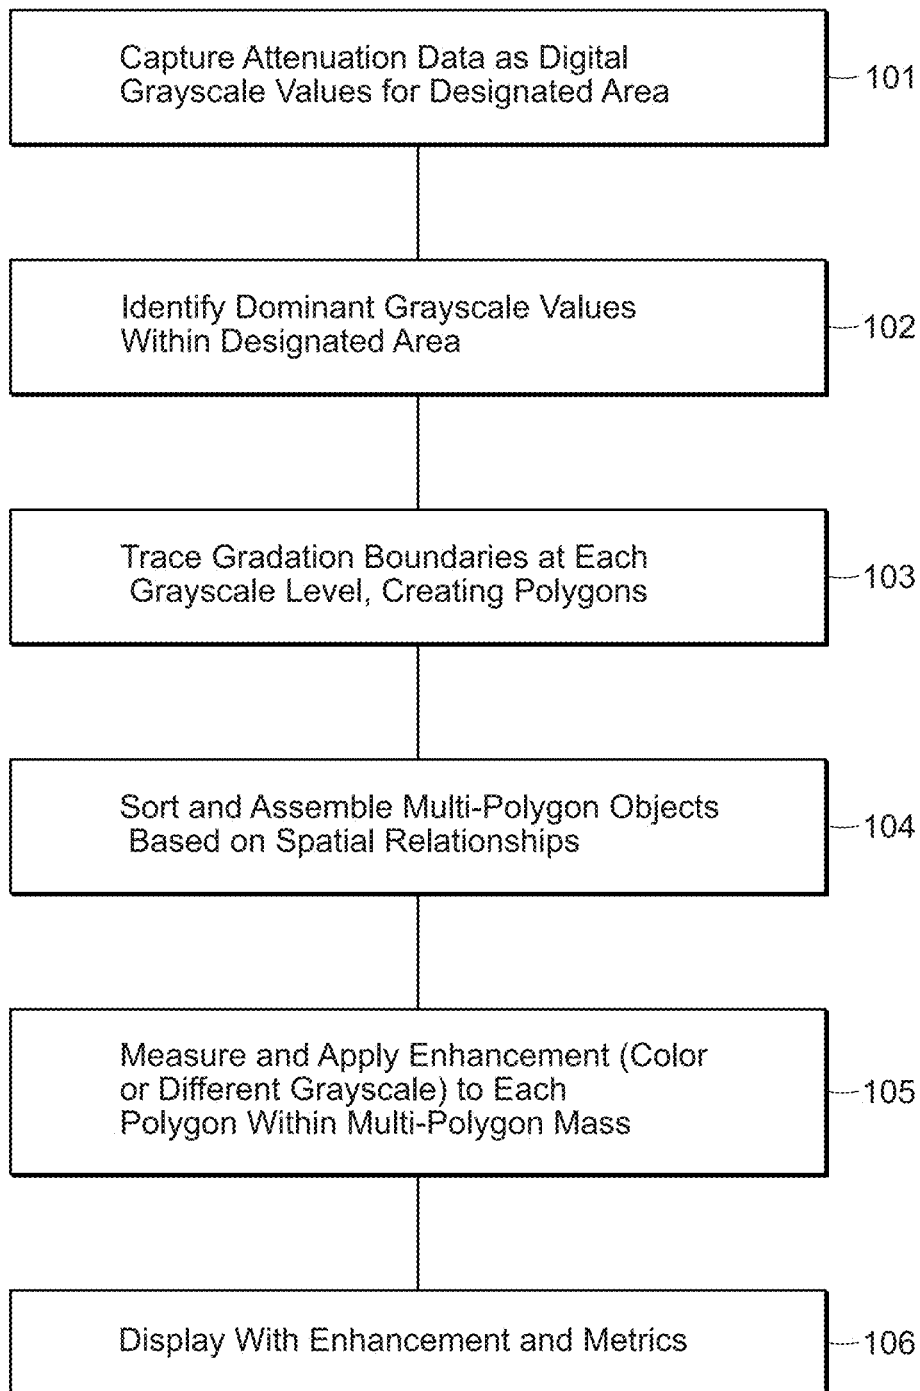 Capture Attenuation Data as Digital
Grayscale Values for Designated Area
101
Identify Dominant Grayscale Values
Within Designated Area
102
Trace Gradation Boundaries at Each
Grayscale Level, Creating Polygons
103
Sort and Assemble Multi-Polygon Objects
Based on Spatial Relationships
104
Measure and Apply Enhancement (Color
or Different Grayscale) to Each
Polygon Within Multi-Polygon Mass
105
Display With Enhancement and Metrics
106